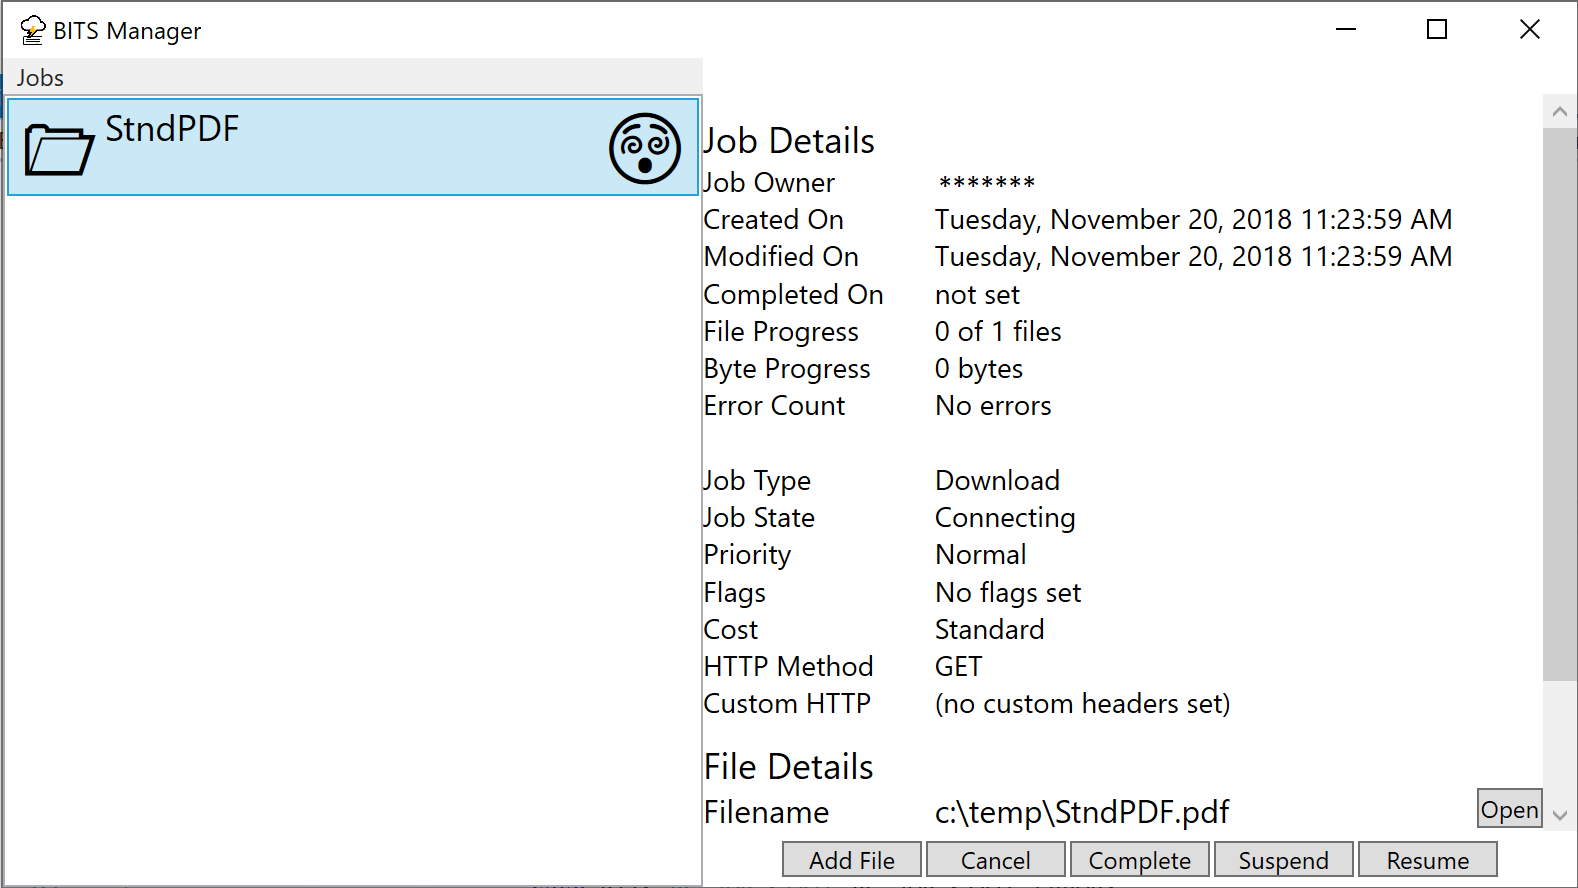 BITS Manager
Jobs
StndPDF
Job Details
Job Owner *******
Created On Tuesday, November 20, 2018 11:23:59 AM
Modified On Tuesday, November 20, 2018 11:23:59 AM
Completed On not set
File Progress 0 of 1 files
Byte Progress 0 bytes
Error Count No errors
Job Type Download
Job State Connecting
Priority Normal
Flags No flags set
Cost Standard
HTTP Method GET
Custom HTTP (no custom headers set)
File Details
Filename c:\temp\StndPDF.pdf Open
Add File Cancel Complete Suspend Resume